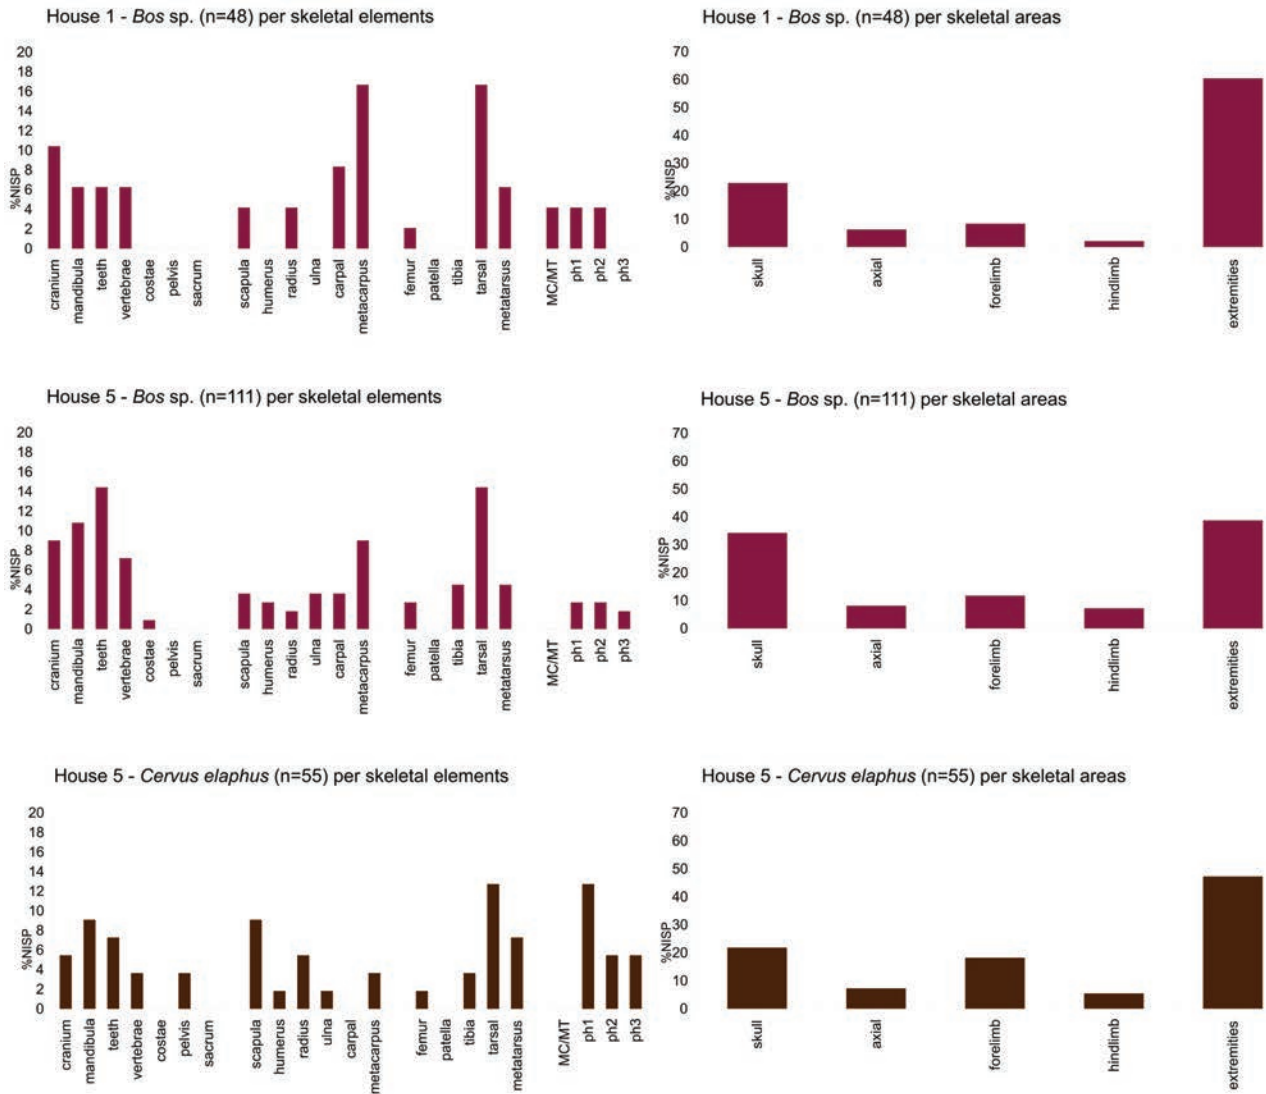 House 1 - Bos sp. (n=48) per skeletal elements
20
18
16
14
12
10
8
6
4
2
0
%NISP
cranium
mandibula
teeth
vertebrae
costae
pelvis
sacrum
scapula
humerus
radius
ulna
carpal
metacarpus
femur
patella
tibia
tarsal
metatarsus
MC/MT
ph1
ph2
ph3
House 1 - Bos sp. (n=48) per skeletal areas
70
60
50
40
30
20
10
0
%NISP
skull
axial
forelimb
hindlimb
extremities
House 5 - Bos sp. (n=111) per skeletal elements
20
18
16
14
12
10
8
6
4
2
0
%NISP
cranium
mandibula
teeth
vertebrae
costae
pelvis
sacrum
scapula
humerus
radius
ulna
carpal
metacarpus
femur
patella
tibia
tarsal
metatarsus
MC/MT
ph1
ph2
ph3
House 5 - Bos sp. (n=111) per skeletal areas
70
60
50
40
30
20
10
0
%NISP
skull
axial
forelimb
hindlimb
extremities
House 5 - Cervus elaphus (n=55) per skeletal elements
20
18
16
14
12
10
8
6
4
2
0
%NISP
cranium
mandibula
teeth
vertebrae
costae
pelvis
sacrum
scapula
humerus
radius
ulna
carpal
metacarpus
femur
patella
tibia
tarsal
metatarsus
MC/MT
ph1
ph2
ph3
House 5 - Cervus elaphus (n=55) per skeletal areas
70
60
50
40
30
20
10
0
%NISP
skull
axial
forelimb
hindlimb
extremities